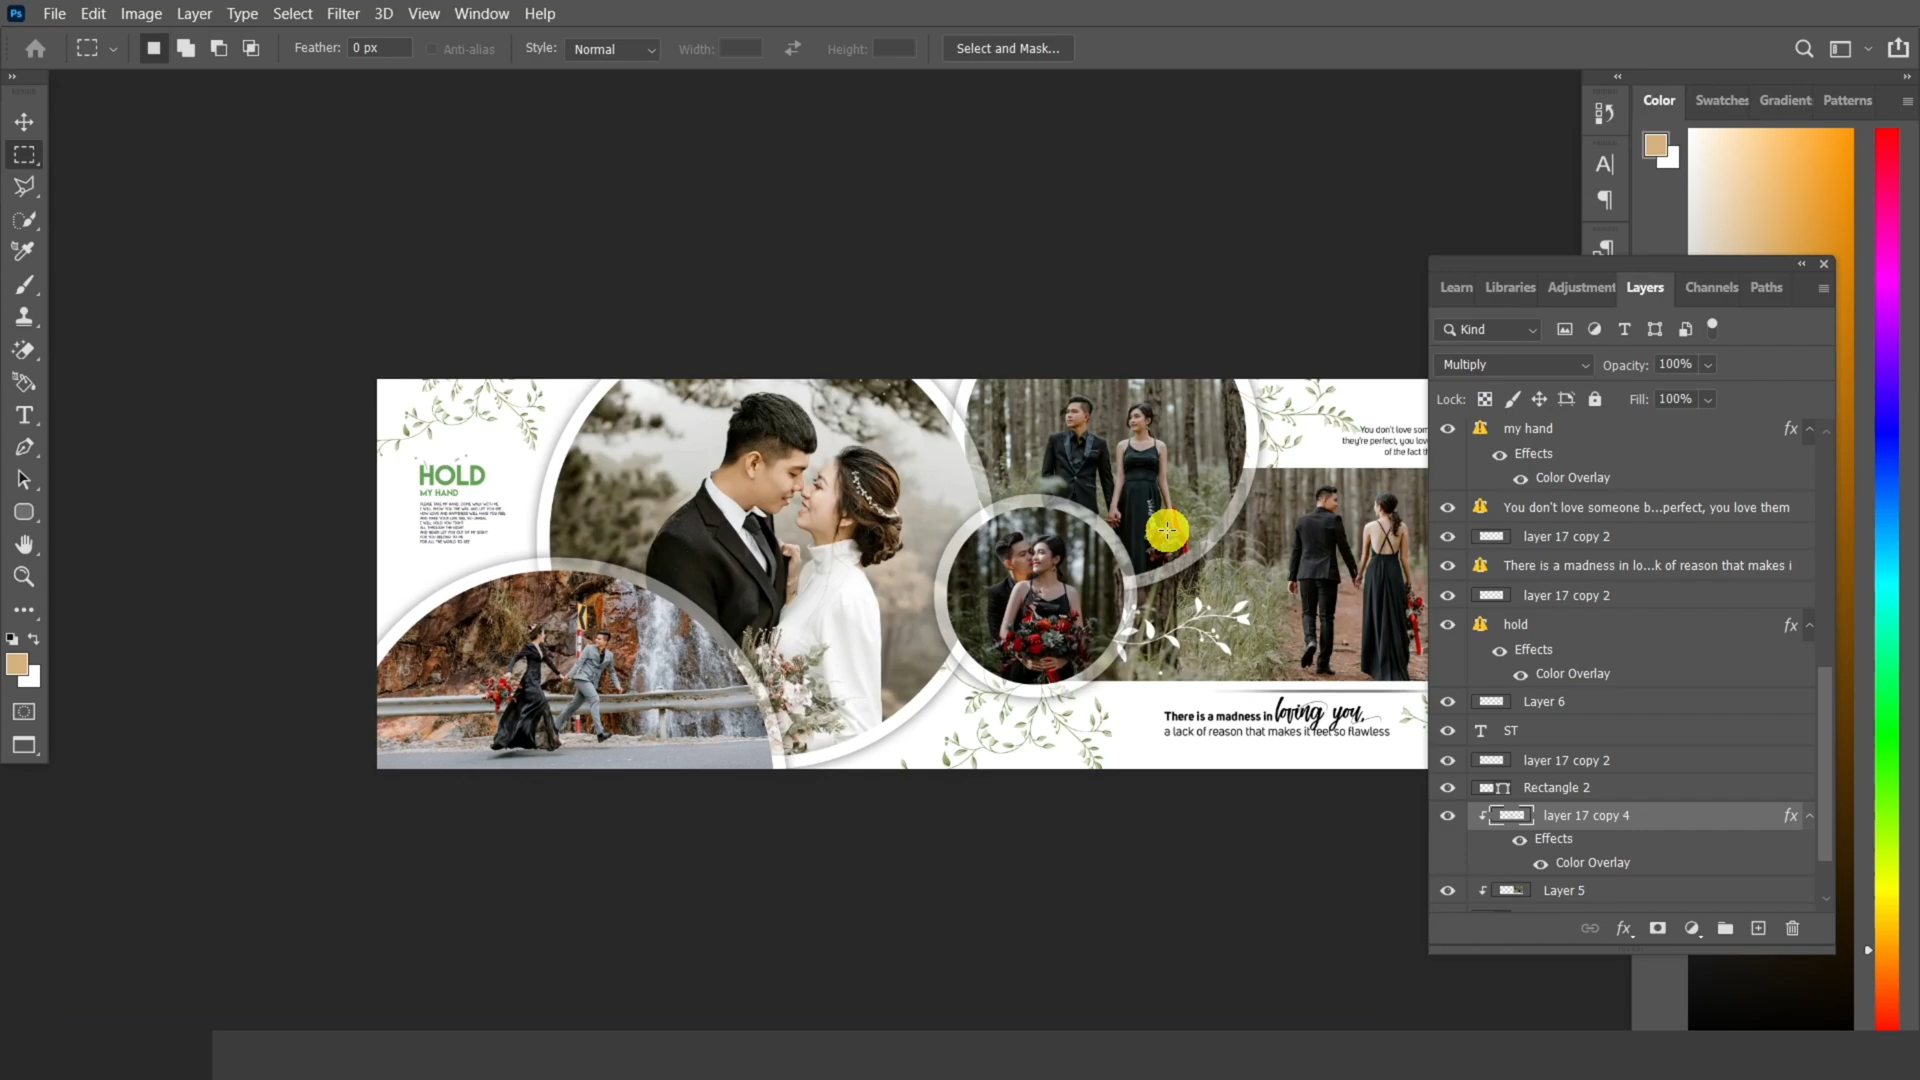 Ps File Edit Image Layer Type Select Filter 3D View Window Help
Feather: 0 px Anti-alias Style: Normal Width: Height: Select and Mask...
Color Swatches Gradient Patterns
Learn Libraries Adjustment Layers Channels Paths
Kind
Multiply Opacity: 100%
Lock: Fill: 100%
my hand fx
Effects
Color Overlay
You don't love someone b...perfect, you love them
layer 17 copy 2
There is a madness in lo...k of reason that makes i
layer 17 copy 2
hold fx
Effects
Color Overlay
Layer 6
ST
layer 17 copy 2
Rectangle 2
layer 17 copy 4 fx
Effects
Color Overlay
Layer 5
fx
HOLD
MY HAND
You don't love som
they're perfect, you lov
of the fact th
There is a madness in loving you,
a lack of reason that makes it feel so flawless